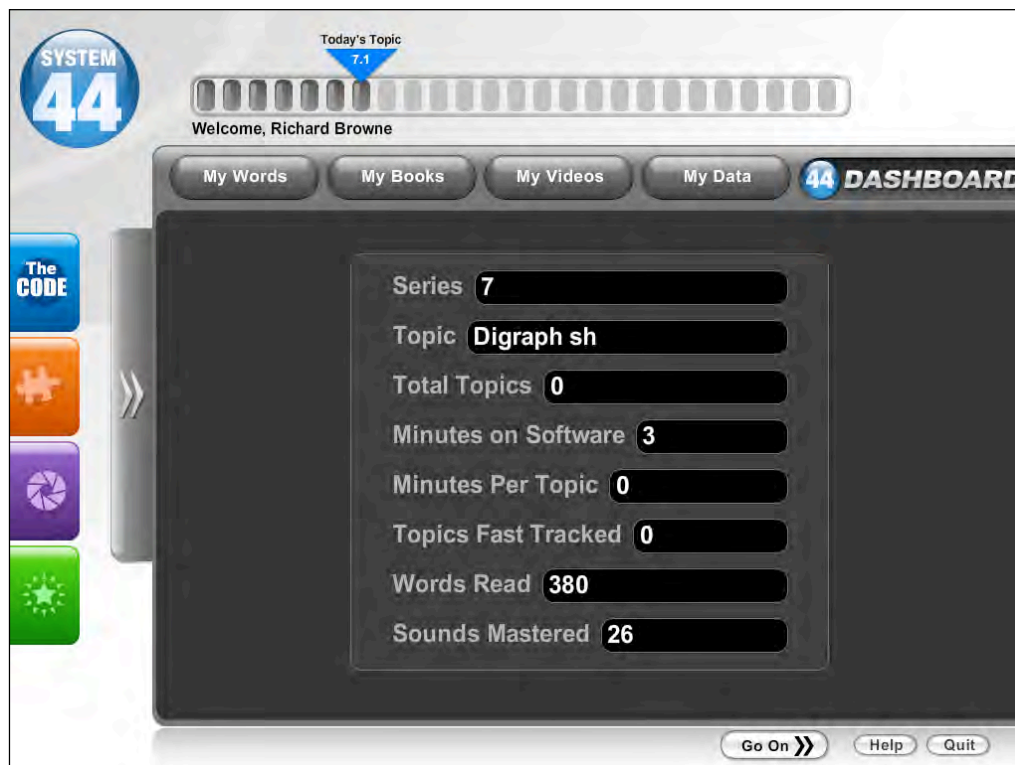 Today's Topic
SYSTEM
7.1
44
Welcome, Richard Browne
My Words My Books My Videos My Data 44 DASHBOARD
The
CODE
Series 7
Topic Digraph sh
Total Topics 0
Minutes on Software 3
Minutes Per Topic 0
Topics Fast Tracked 0
Words Read 380
Sounds Mastered 26
Go On Help Quit